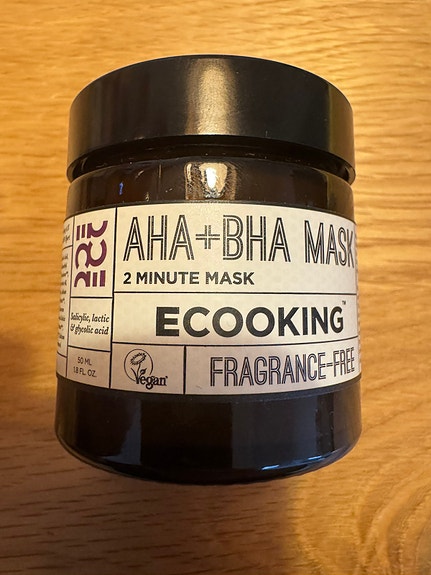 AHA+BHA MASK
2 MINUTE MASK
ECOOKING™
Salicylic, lactic
& glycolic acid
50 ML
1.8 FL. OZ.
Vegan
FRAGRANCE-FREE